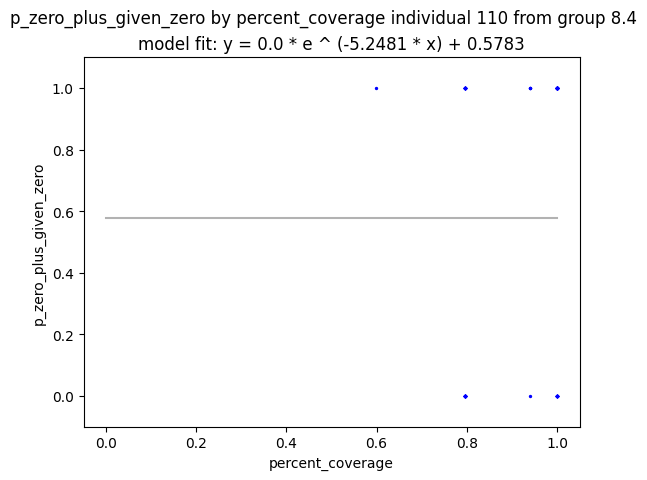 p_zero_plus_given_zero by percent_coverage individual 110 from group 8.4
model fit: y = 0.0 * e ^ (-5.2481 * x) + 0.5783
p_zero_plus_given_zero
1.0
0.8
0.6
0.4
0.2
0.0
0.0 0.2 0.4 0.6 0.8 1.0
percent_coverage